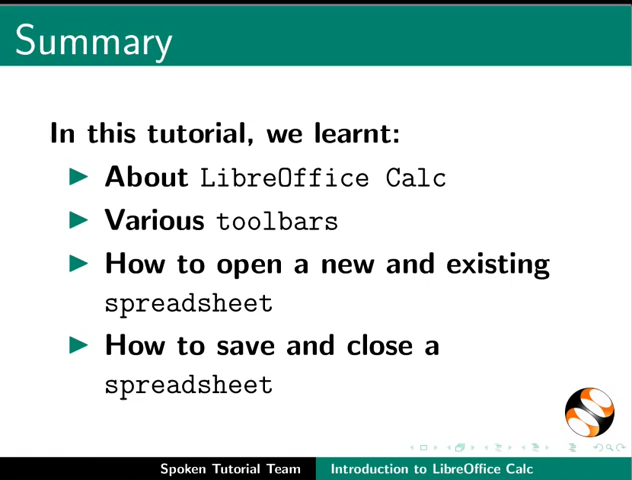 Summary
In this tutorial, we learnt:
About LibreOffice Calc
Various toolbars
How to open a new and existing
spreadsheet
How to save and close a
spreadsheet
Spoken Tutorial Team Introduction to LibreOffice Calc